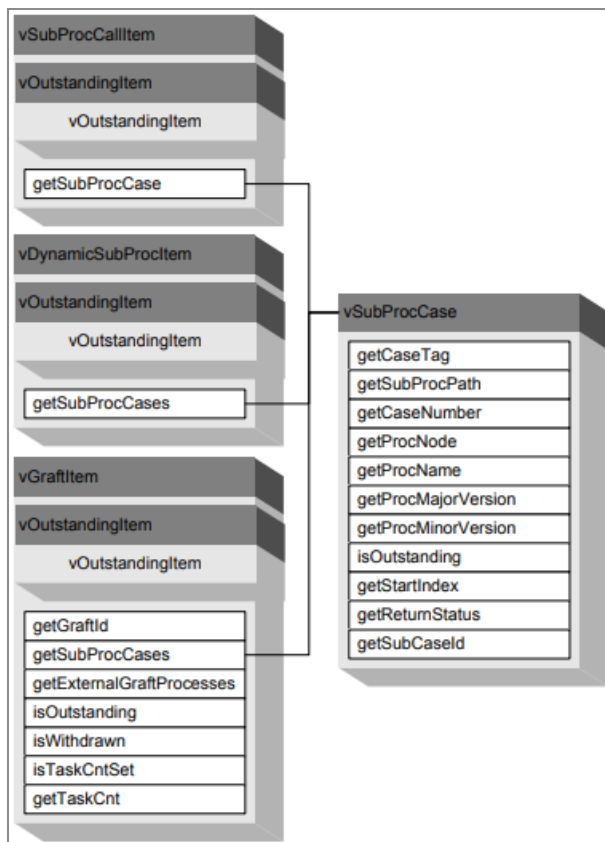 vSubProcCallItem
vOutstandingItem
vOutstandingItem
getSubProcCase
vDynamicSubProcItem
vOutstandingItem
vOutstandingItem
getSubProcCases
vGraftItem
vOutstandingItem
vOutstandingItem
getGraftId
getSubProcCases
getExternalGraftProcesses
isOutstanding
isWithdrawn
isTaskCntSet
getTaskCnt
vSubProcCase
getCaseTag
getSubProcPath
getCaseNumber
getProcNode
getProcName
getProcMajorVersion
getProcMinorVersion
isOutstanding
getStartIndex
getReturnStatus
getSubCaseId